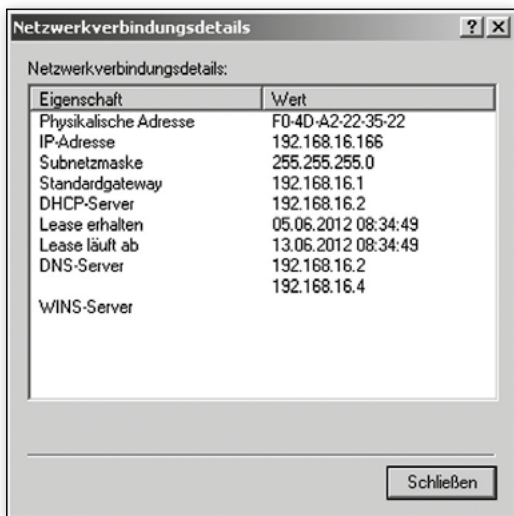 Netzwerkverbindungsdetails
Netzwerkverbindungsdetails:
Eigenschaft Wert
Physikalische Adresse F0-4D-A2-22-35-22
IP-Adresse 192.168.16.166
Subnetzmaske 255.255.255.0
Standardgateway 192.168.16.1
DHCP-Server 192.168.16.2
Lease erhalten 05.06.2012 08:34:49
Lease läuft ab 13.06.2012 08:34:49
DNS-Server 192.168.16.2
192.168.16.4
WINS-Server
Schließen